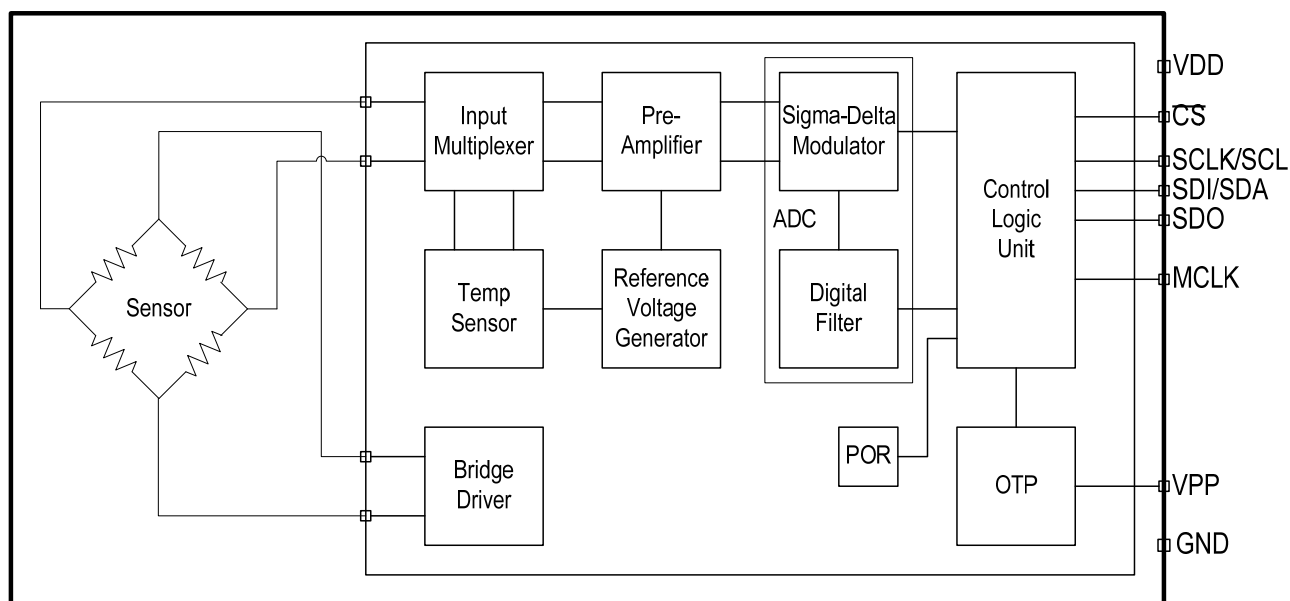 VDD
Input
Multiplexer
Pre-
Amplifier
Sigma-Delta
Modulator
CS
SCLK/SCL
SDI/SDA
Control
Logic
Unit
ADC
SDO
MCLK
Sensor
Temp
Sensor
Reference
Voltage
Generator
Digital
Filter
Bridge
Driver
POR
OTP
VPP
GND